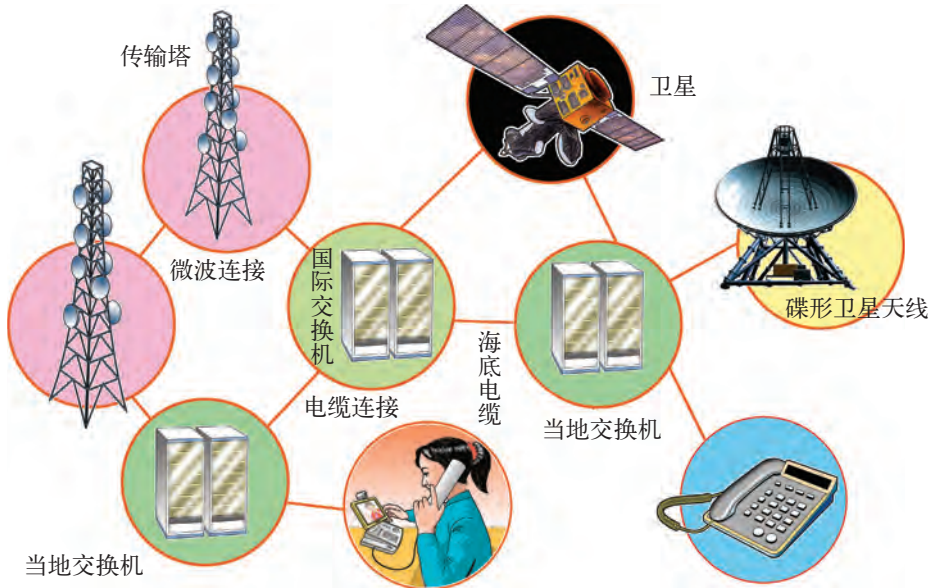 传输塔
卫星
微波连接
国际交换机
碟形卫星天线
海底电缆
电缆连接
当地交换机
当地交换机